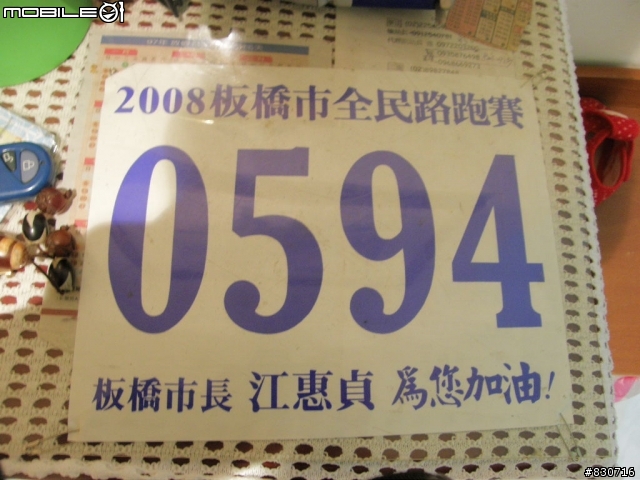 MOBILE01
2008板橋市全民路跑賽
0594
板橋市長 江惠貞 為您加油!
#830716